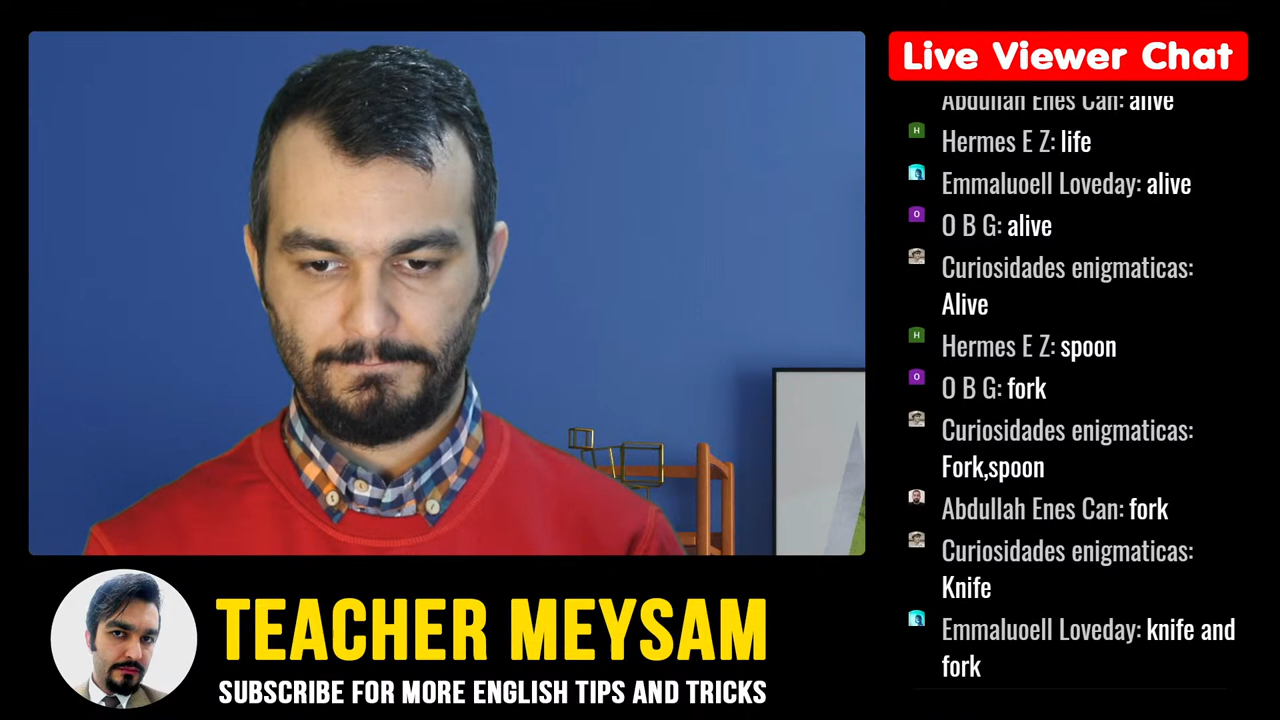 Live Viewer Chat
Abdullah Enes Can: alive
H
Hermes E Z: life
Emmaluoell Loveday: alive
O
O B G: alive
Curiosidades enigmaticas:
Alive
H
Hermes E Z: spoon
O
O B G: fork
Curiosidades enigmaticas:
Fork,spoon
Abdullah Enes Can: fork
Curiosidades enigmaticas:
Knife
Emmaluoell Loveday: knife and
fork
TEACHER MEYSAM
SUBSCRIBE FOR MORE ENGLISH TIPS AND TRICKS